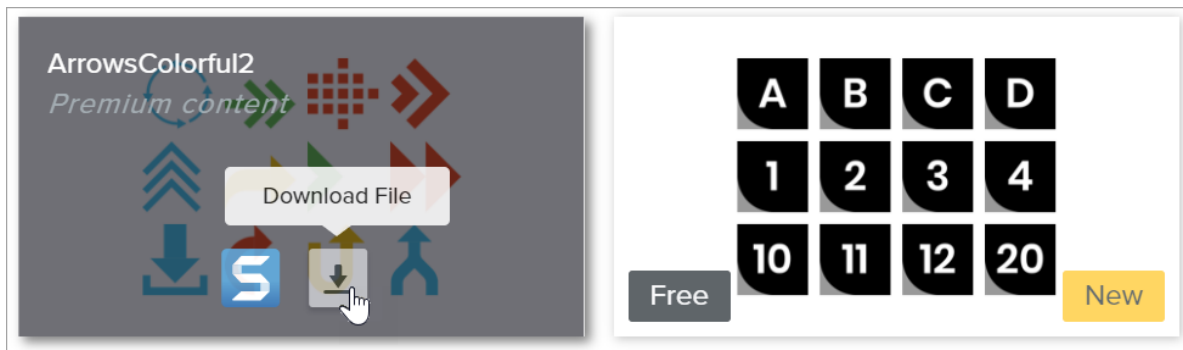 ArrowsColorful2
Premium content
Download File
S
A B C D
1 2 3 4
10 11 12 20
Free
New